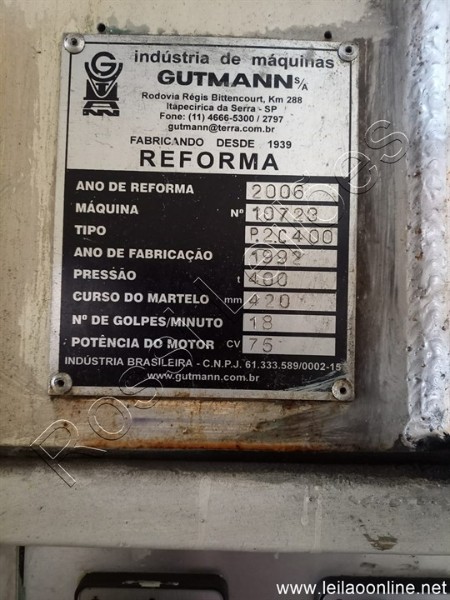 indústria de máquinas
GUTMANN S/A
Rodovia Régis Bittencourt, Km 288
Itapecirica da Serra - SP
Fone: (11) 4666-5300 / 2797
gutmann@terra.com.br
FABRICANDO DESDE 1939
REFORMA
ANO DE REFORMA 2006
MÁQUINA Nº 10723
TIPO P2C400
ANO DE FABRICAÇÃO 1992
PRESSÃO t 400
CURSO DO MARTELO mm 420
Nº DE GOLPES/MINUTO 18
POTÊNCIA DO MOTOR CV 75
INDÚSTRIA BRASILEIRA - C.N.P.J. 61.333.589/0002-15
www.gutmann.com.br
Rossi Leilões
www.leilaoonline.net